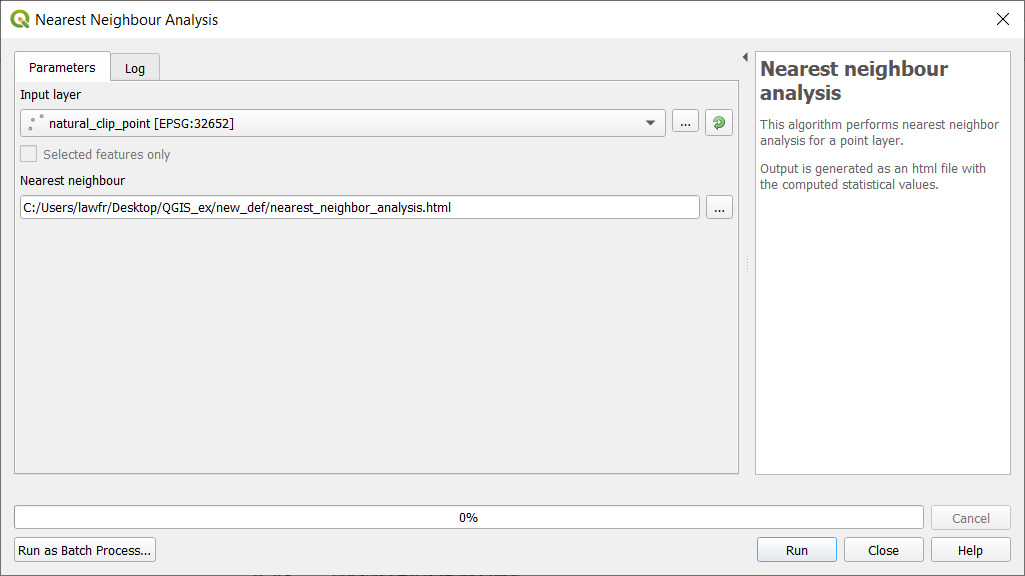 Nearest Neighbour Analysis
Parameters
Log
Input layer
natural_clip_point [EPSG:32652]
...
Selected features only
Nearest neighbour
C:/Users/lawfr/Desktop/QGIS_ex/new_def/nearest_neighbor_analysis.html
...
Nearest neighbour
analysis
This algorithm performs nearest neighbor
analysis for a point layer.
Output is generated as an html file with
the computed statistical values.
0%
Cancel
Run as Batch Process...
Run
Close
Help